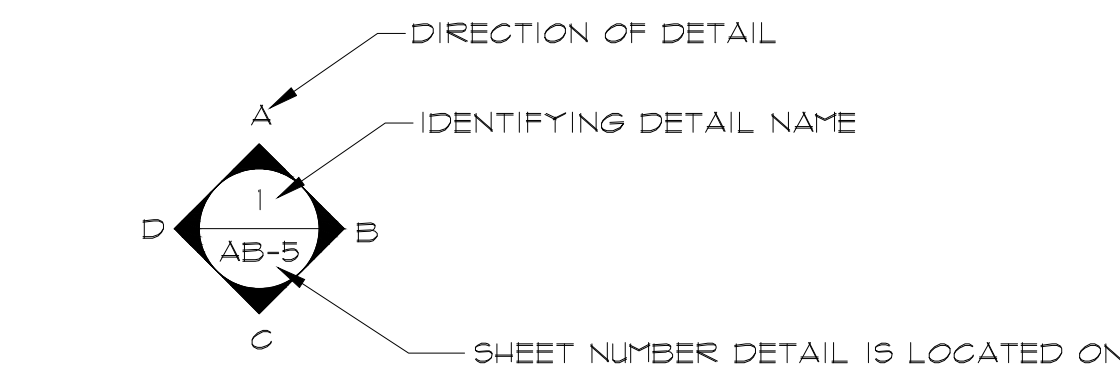 DIRECTION OF DETAIL
A
IDENTIFYING DETAIL NAME
1
D
B
AB-5
C
SHEET NUMBER DETAIL IS LOCATED ON